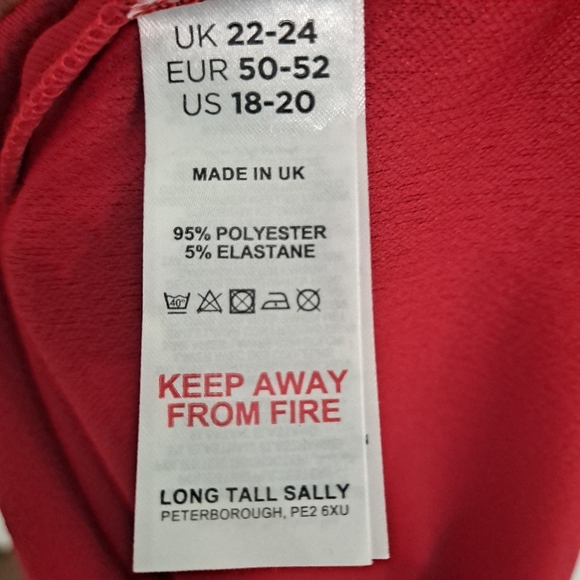 UK 22-24
EUR 50-52
US 18-20
MADE IN UK
95% POLYESTER
5% ELASTANE
40°
KEEP AWAY
FROM FIRE
LONG TALL SALLY
PETERBOROUGH, PE2 6XU